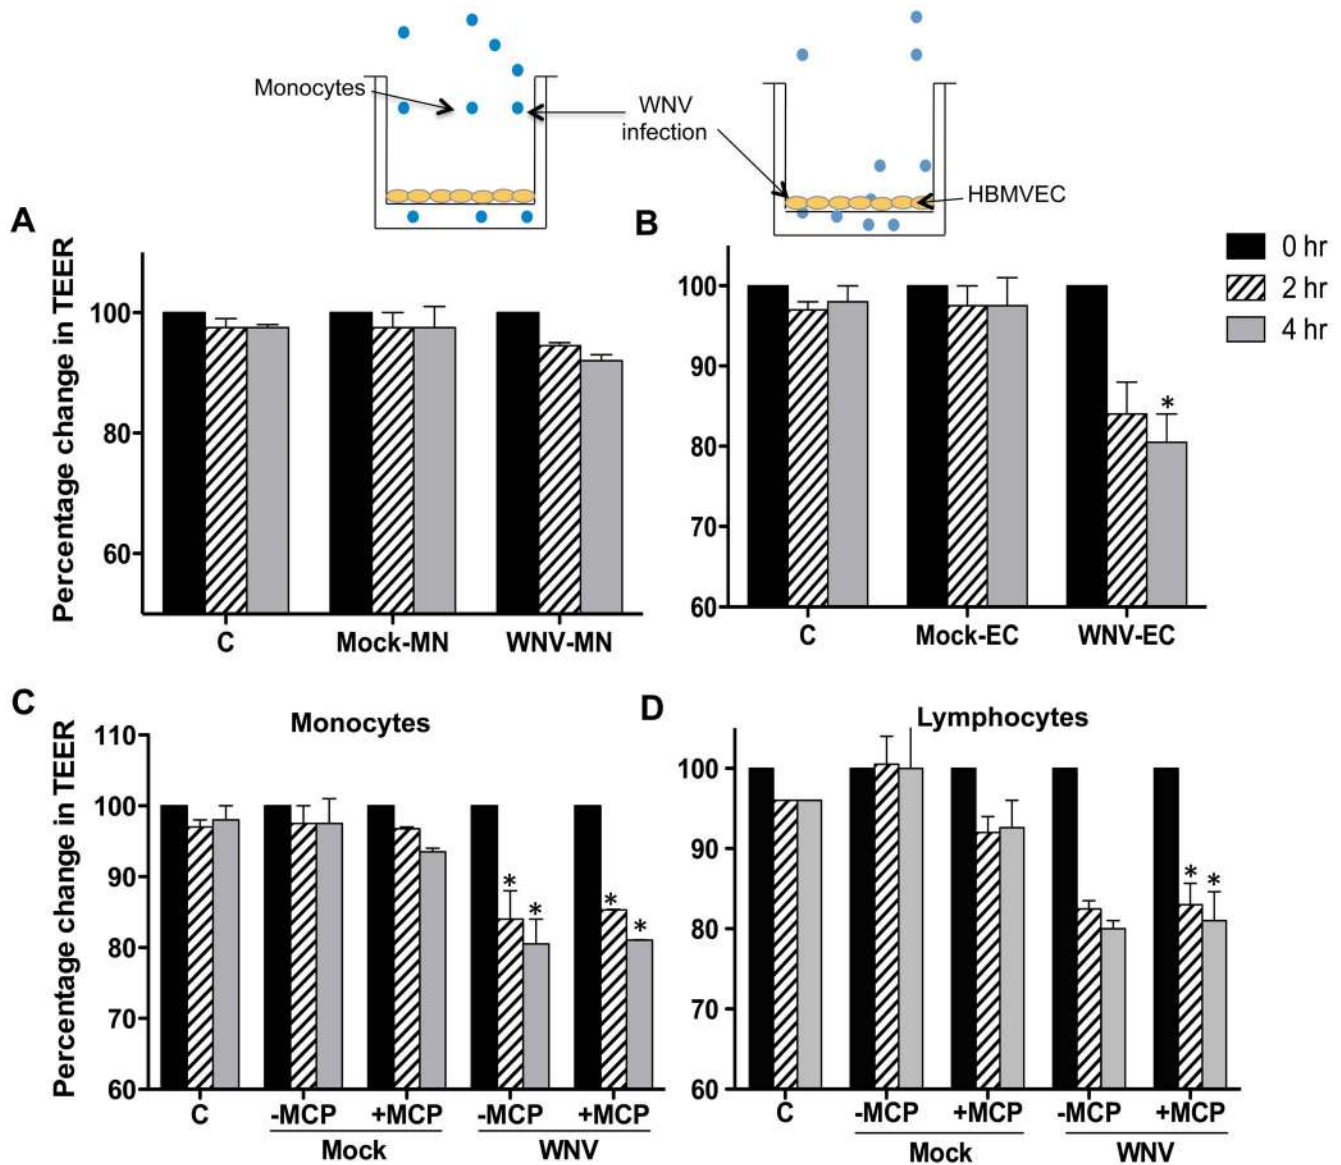 Monocytes
WNV
infection
HBMVEC
A
B
0 hr
2 hr
4 hr
Percentage change in TEER
100
80
60
C Mock-MN WNV-MN
100
90
80
70
60
C Mock-EC WNV-EC
*
C
Monocytes
Percentage change in TEER
110
100
90
80
70
60
* * * *
C -MCP +MCP -MCP +MCP
Mock WNV
D
Lymphocytes
100
90
80
70
60
* *
C -MCP +MCP -MCP +MCP
Mock WNV